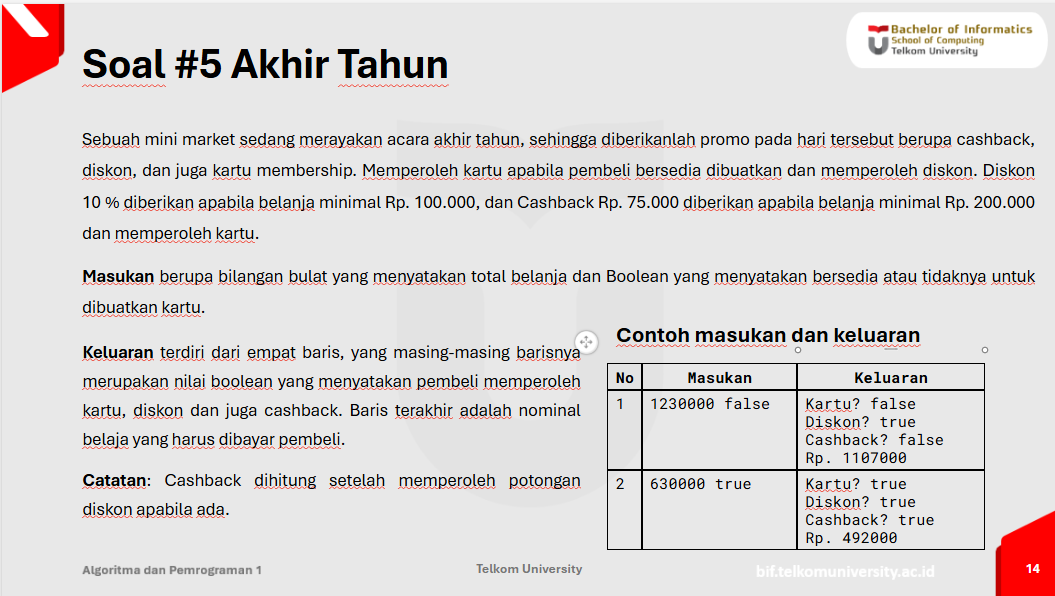 Bachelor of Informatics
School of Computing
Telkom University
Soal #5 Akhir Tahun
Sebuah mini market sedang merayakan acara akhir tahun, sehingga diberikanlah promo pada hari tersebut berupa cashback,
diskon, dan juga kartu membership. Memperoleh kartu apabila pembeli bersedia dibuatkan dan memperoleh diskon. Diskon
10 % diberikan apabila belanja minimal Rp. 100.000, dan Cashback Rp. 75.000 diberikan apabila belanja minimal Rp. 200.000
dan memperoleh kartu.
Masukan berupa bilangan bulat yang menyatakan total belanja dan Boolean yang menyatakan bersedia atau tidaknya untuk
dibuatkan kartu.
Keluaran terdiri dari empat baris, yang masing-masing barisnya
merupakan nilai boolean yang menyatakan pembeli memperoleh
kartu, diskon dan juga cashback. Baris terakhir adalah nominal
belaja yang harus dibayar pembeli.
Catatan: Cashback dihitung setelah memperoleh potongan
diskon apabila ada.
Contoh masukan dan keluaran
No Masukan Keluaran
1 1230000 false Kartu? false
Diskon? true
Cashback? false
Rp. 1107000
2 630000 true Kartu? true
Diskon? true
Cashback? true
Rp. 492000
Algoritma dan Pemrograman 1
Telkom University
bif.telkomuniversity.ac.id
14